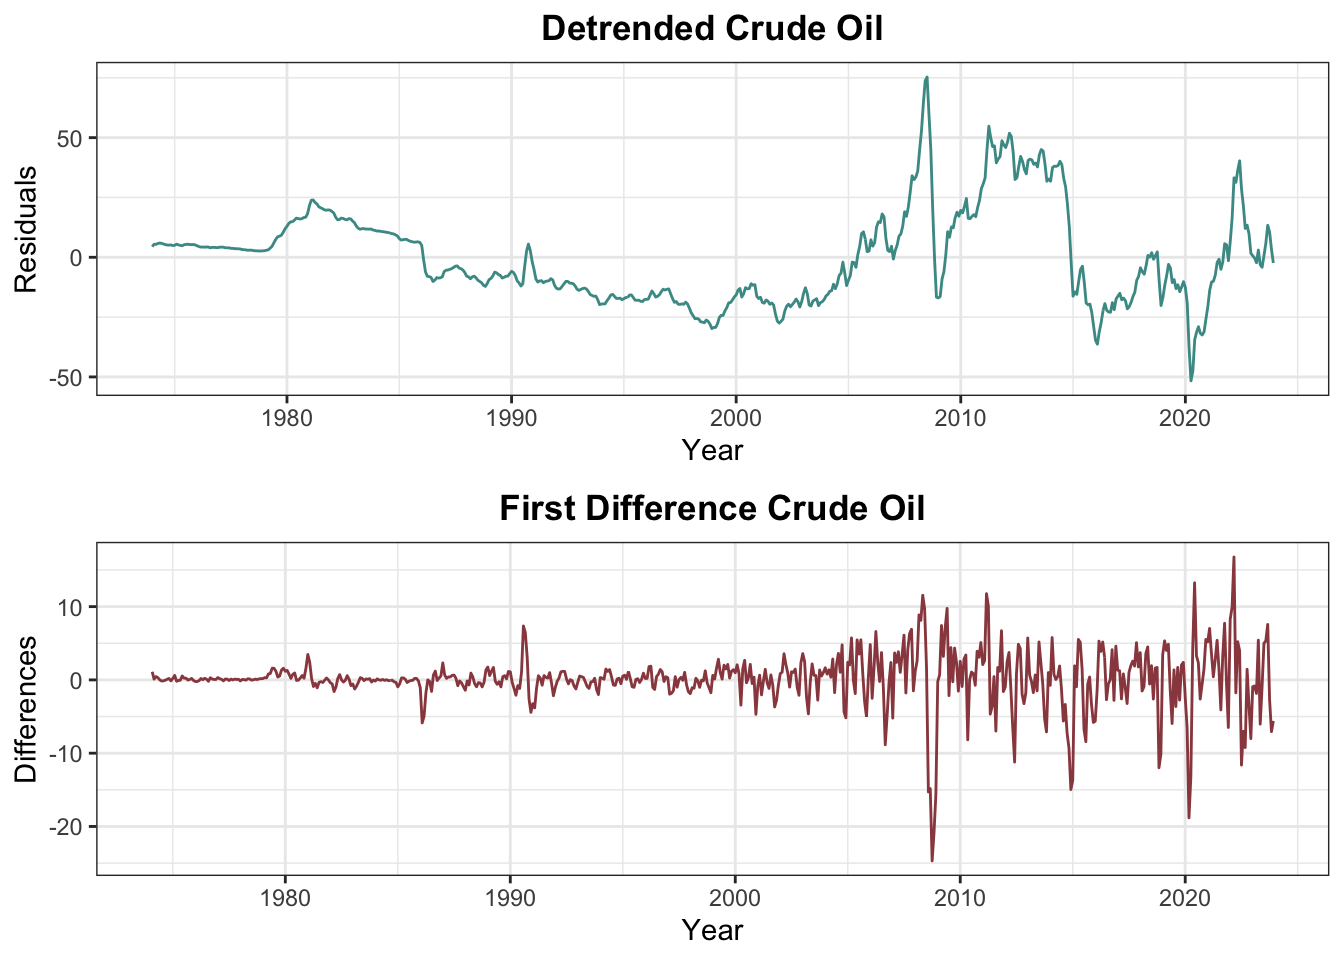 Detrended Crude Oil
Residuals
50
0
-50
1980 1990 2000 2010 2020
Year
First Difference Crude Oil
Differences
10
0
-10
-20
1980 1990 2000 2010 2020
Year